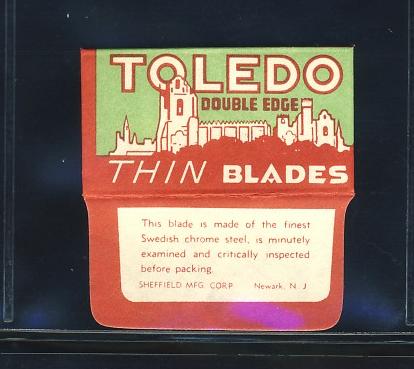 TOLEDO
DOUBLE EDGE
THIN BLADES
This blade is made of the finest
Swedish chrome steel, is minutely
examined and critically inspected
before packing.
SHEFFIELD MFG. CORP Newark, N. J